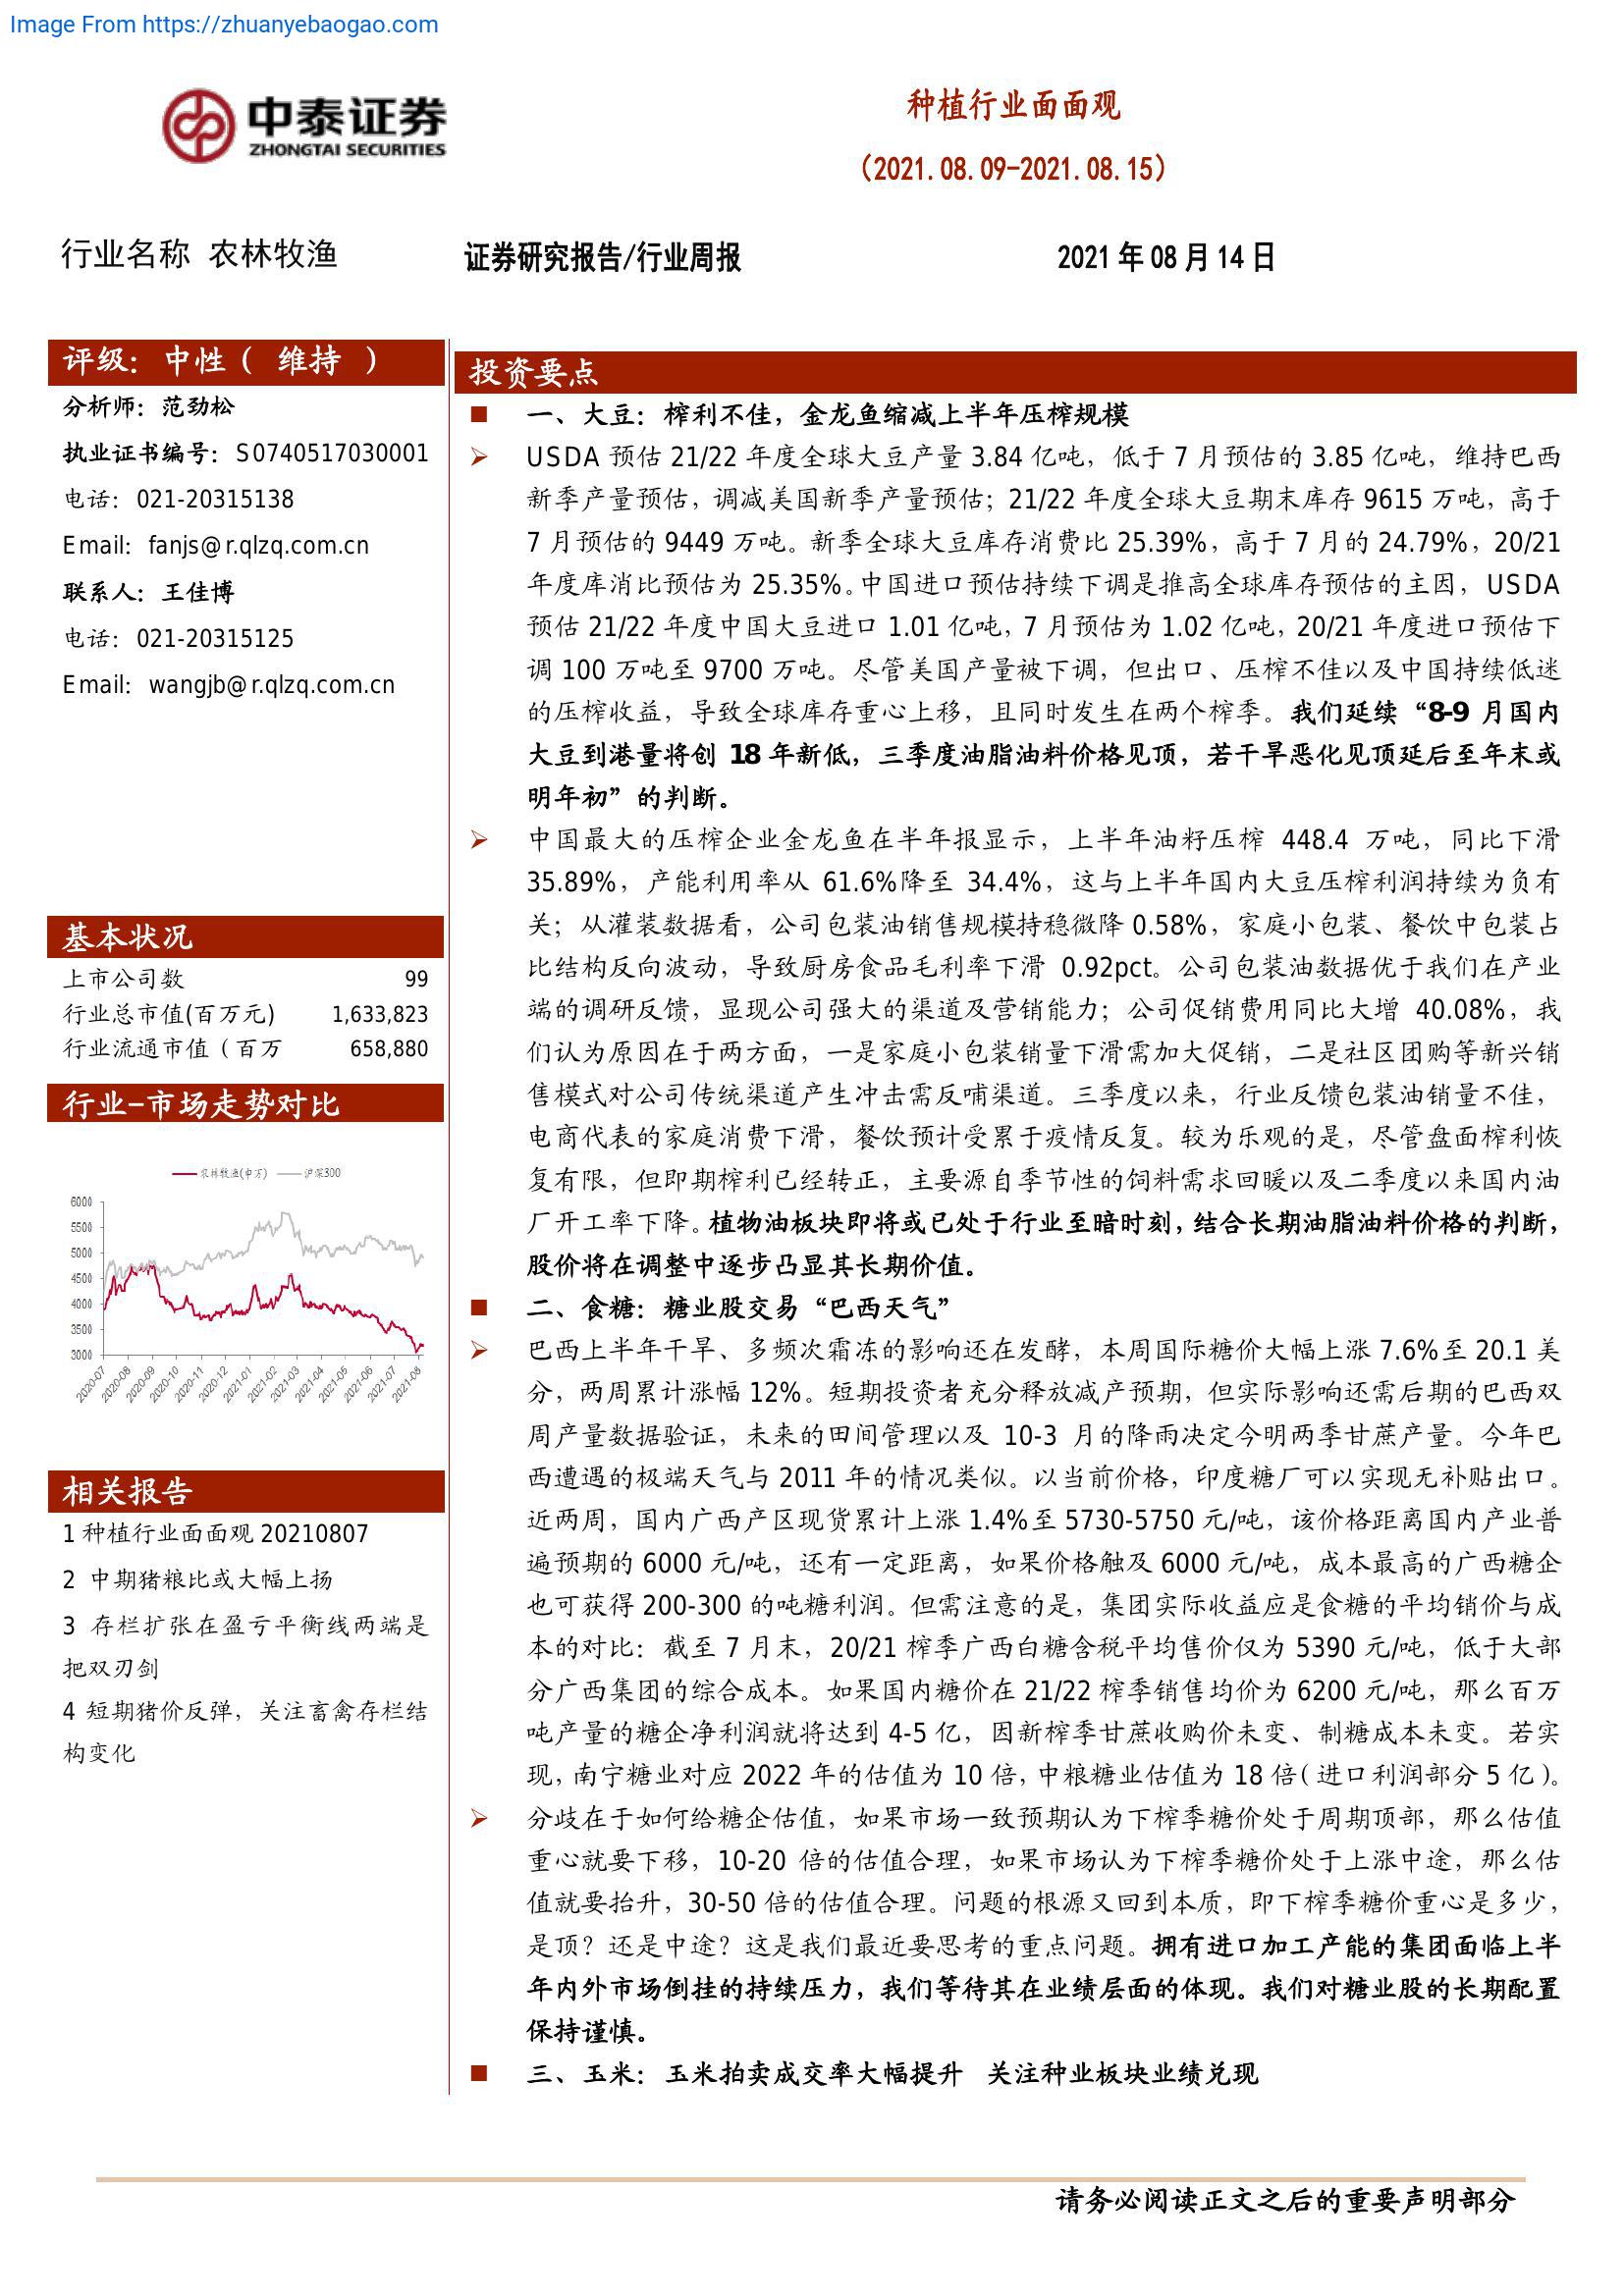 Image From https://zhuanyebaogao.com
中泰证券
ZHONGTAI SECURITIES
种植行业面面观
（2021.08.09-2021.08.15）
行业名称 农林牧渔
证券研究报告/行业周报
2021 年 08 月 14 日
评级：中性（ 维持 ）
分析师：范劲松
执业证书编号：S0740517030001
电话：021-20315138
Email：fanjs@r.qlzq.com.cn
联系人：王佳博
电话：021-20315125
Email：wangjb@r.qlzq.com.cn
基本状况
上市公司数 99
行业总市值(百万元) 1,633,823
行业流通市值（百万 658,880
行业-市场走势对比
农林牧渔(申万) 沪深300
6000
5500
5000
4500
4000
3500
3000
2020-07 2020-08 2020-09 2020-10 2020-11 2020-12 2021-01 2021-02 2021-03 2021-04 2021-05 2021-06 2021-07 2021-08
相关报告
1 种植行业面面观 20210807
2 中期猪粮比或大幅上扬
3 存栏扩张在盈亏平衡线两端是
把双刃剑
4 短期猪价反弹，关注畜禽存栏结
构变化
投资要点
一、大豆：榨利不佳，金龙鱼缩减上半年压榨规模
USDA 预估 21/22 年度全球大豆产量 3.84 亿吨，低于 7 月预估的 3.85 亿吨，维持巴西
新季产量预估，调减美国新季产量预估；21/22 年度全球大豆期末库存 9615 万吨，高于
7 月预估的 9449 万吨。新季全球大豆库存消费比 25.39%，高于 7 月的 24.79%，20/21
年度库消比预估为 25.35%。中国进口预估持续下调是推高全球库存预估的主因，USDA
预估 21/22 年度中国大豆进口 1.01 亿吨，7 月预估为 1.02 亿吨，20/21 年度进口预估下
调 100 万吨至 9700 万吨。尽管美国产量被下调，但出口、压榨不佳以及中国持续低迷
的压榨收益，导致全球库存重心上移，且同时发生在两个榨季。我们延续“8-9 月国内
大豆到港量将创 18 年新低，三季度油脂油料价格见顶，若干旱恶化见顶延后至年末或
明年初”的判断。
中国最大的压榨企业金龙鱼在半年报显示，上半年油籽压榨 448.4 万吨，同比下滑
35.89%，产能利用率从 61.6%降至 34.4%，这与上半年国内大豆压榨利润持续为负有
关；从灌装数据看，公司包装油销售规模持稳微降 0.58%，家庭小包装、餐饮中包装占
比结构反向波动，导致厨房食品毛利率下滑 0.92pct。公司包装油数据优于我们在产业
端的调研反馈，显现公司强大的渠道及营销能力；公司促销费用同比大增 40.08%，我
们认为原因在于两方面，一是家庭小包装销量下滑需加大促销，二是社区团购等新兴销
售模式对公司传统渠道产生冲击需反哺渠道。三季度以来，行业反馈包装油销量不佳，
电商代表的家庭消费下滑，餐饮预计受累于疫情反复。较为乐观的是，尽管盘面榨利恢
复有限，但即期榨利已经转正，主要源自季节性的饲料需求回暖以及二季度以来国内油
厂开工率下降。植物油板块即将或已处于行业至暗时刻，结合长期油脂油料价格的判断，
股价将在调整中逐步凸显其长期价值。
二、食糖：糖业股交易“巴西天气”
巴西上半年干旱、多频次霜冻的影响还在发酵，本周国际糖价大幅上涨 7.6%至 20.1 美
分，两周累计涨幅 12%。短期投资者充分释放减产预期，但实际影响还需后期的巴西双
周产量数据验证，未来的田间管理以及 10-3 月的降雨决定今明两季甘蔗产量。今年巴
西遭遇的极端天气与 2011 年的情况类似。以当前价格，印度糖厂可以实现无补贴出口。
近两周，国内广西产区现货累计上涨 1.4%至 5730-5750 元/吨，该价格距离国内产业普
遍预期的 6000 元/吨，还有一定距离，如果价格触及 6000 元/吨，成本最高的广西糖企
也可获得 200-300 的吨糖利润。但需注意的是，集团实际收益应是食糖的平均销价与成
本的对比：截至 7 月末，20/21 榨季广西白糖含税平均售价仅为 5390 元/吨，低于大部
分广西集团的综合成本。如果国内糖价在 21/22 榨季销售均价为 6200 元/吨，那么百万
吨产量的糖企净利润就将达到 4-5 亿，因新榨季甘蔗收购价未变、制糖成本未变。若实
现，南宁糖业对应 2022 年的估值为 10 倍，中粮糖业估值为 18 倍（进口利润部分 5 亿）。
分歧在于如何给糖企估值，如果市场一致预期认为下榨季糖价处于周期顶部，那么估值
重心就要下移，10-20 倍的估值合理，如果市场认为下榨季糖价处于上涨中途，那么估
值就要抬升，30-50 倍的估值合理。问题的根源又回到本质，即下榨季糖价重心是多少，
是顶？还是中途？这是我们最近要思考的重点问题。拥有进口加工产能的集团面临上半
年内外市场倒挂的持续压力，我们等待其在业绩层面的体现。我们对糖业股的长期配置
保持谨慎。
三、玉米：玉米拍卖成交率大幅提升 关注种业板块业绩兑现
请务必阅读正文之后的重要声明部分